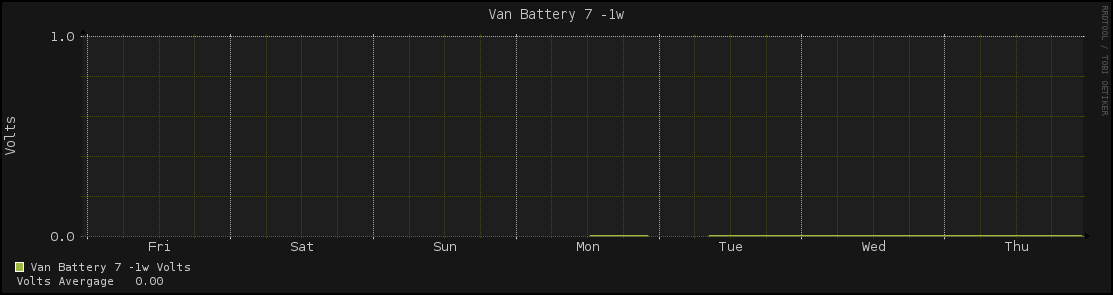 Van Battery 7 -1w
RRDTOOL / TOBI OETIKER
1.0
Volts
0.0
Fri Sat Sun Mon Tue Wed Thu
Van Battery 7 -1w Volts
Volts Avergage 0.00